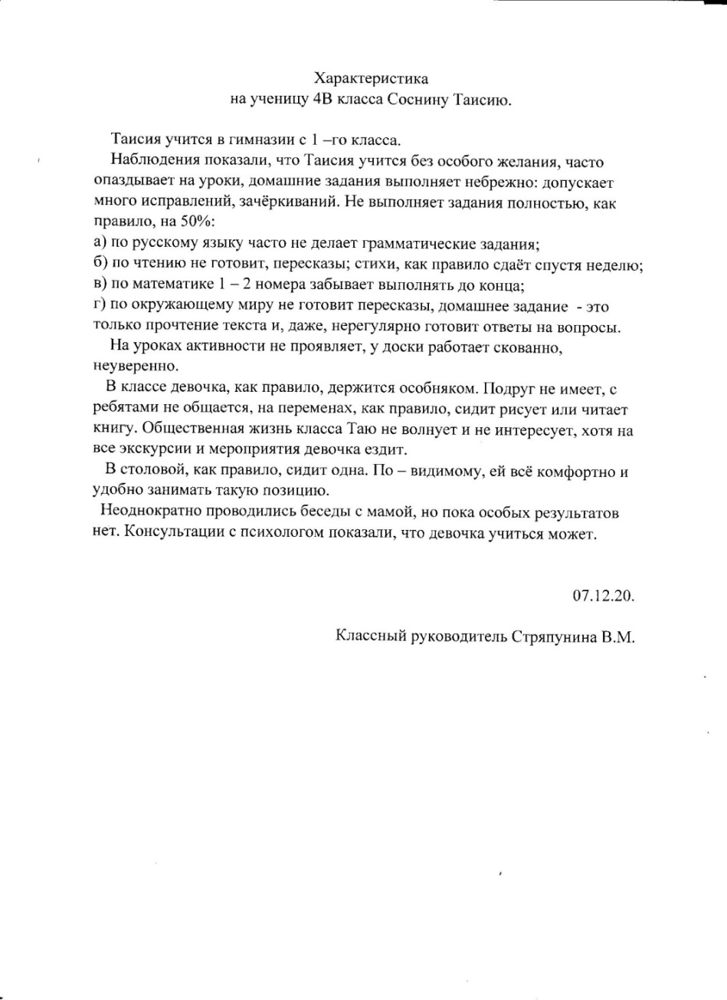 Характеристика
на ученицу 4В класса Соснину Таисию.
Таисия учится в гимназии с 1 –го класса.
Наблюдения показали, что Таисия учится без особого желания, часто
опаздывает на уроки, домашние задания выполняет небрежно: допускает
много исправлений, зачёркиваний. Не выполняет задания полностью, как
правило, на 50%:
а) по русскому языку часто не делает грамматические задания;
б) по чтению не готовит, пересказы; стихи, как правило сдаёт спустя неделю;
в) по математике 1 – 2 номера забывает выполнять до конца;
г) по окружающему миру не готовит пересказы, домашнее задание - это
только прочтение текста и, даже, нерегулярно готовит ответы на вопросы.
На уроках активности не проявляет, у доски работает скованно,
неуверенно.
В классе девочка, как правило, держится особняком. Подруг не имеет, с
ребятами не общается, на переменах, как правило, сидит рисует или читает
книгу. Общественная жизнь класса Таю не волнует и не интересует, хотя на
все экскурсии и мероприятия девочка ездит.
В столовой, как правило, сидит одна. По – видимому, ей всё комфортно и
удобно занимать такую позицию.
Неоднократно проводились беседы с мамой, но пока особых результатов
нет. Консультации с психологом показали, что девочка учиться может.
07.12.20.
Классный руководитель Стряпунина В.М.